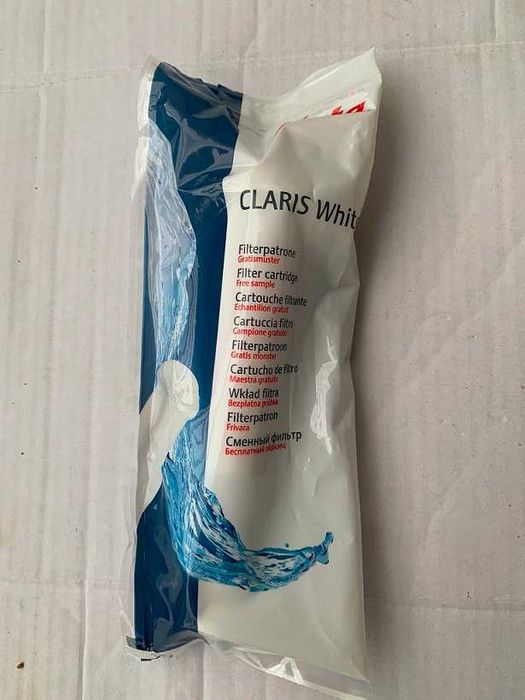 CLARIS White
Filterpatrone
Gratismuster
Filter cartridge
Free sample
Cartouche filtrante
Echantillon gratuit
Cartuccia filtro
Campione gratuito
Filterpatroon
Gratis monster
Cartucho de filtro
Maestra gratuita
Wkład filtra
Bezpłatna próbka
Filterpatron
Frivara
Сменный фильтр
Бесплатный образец